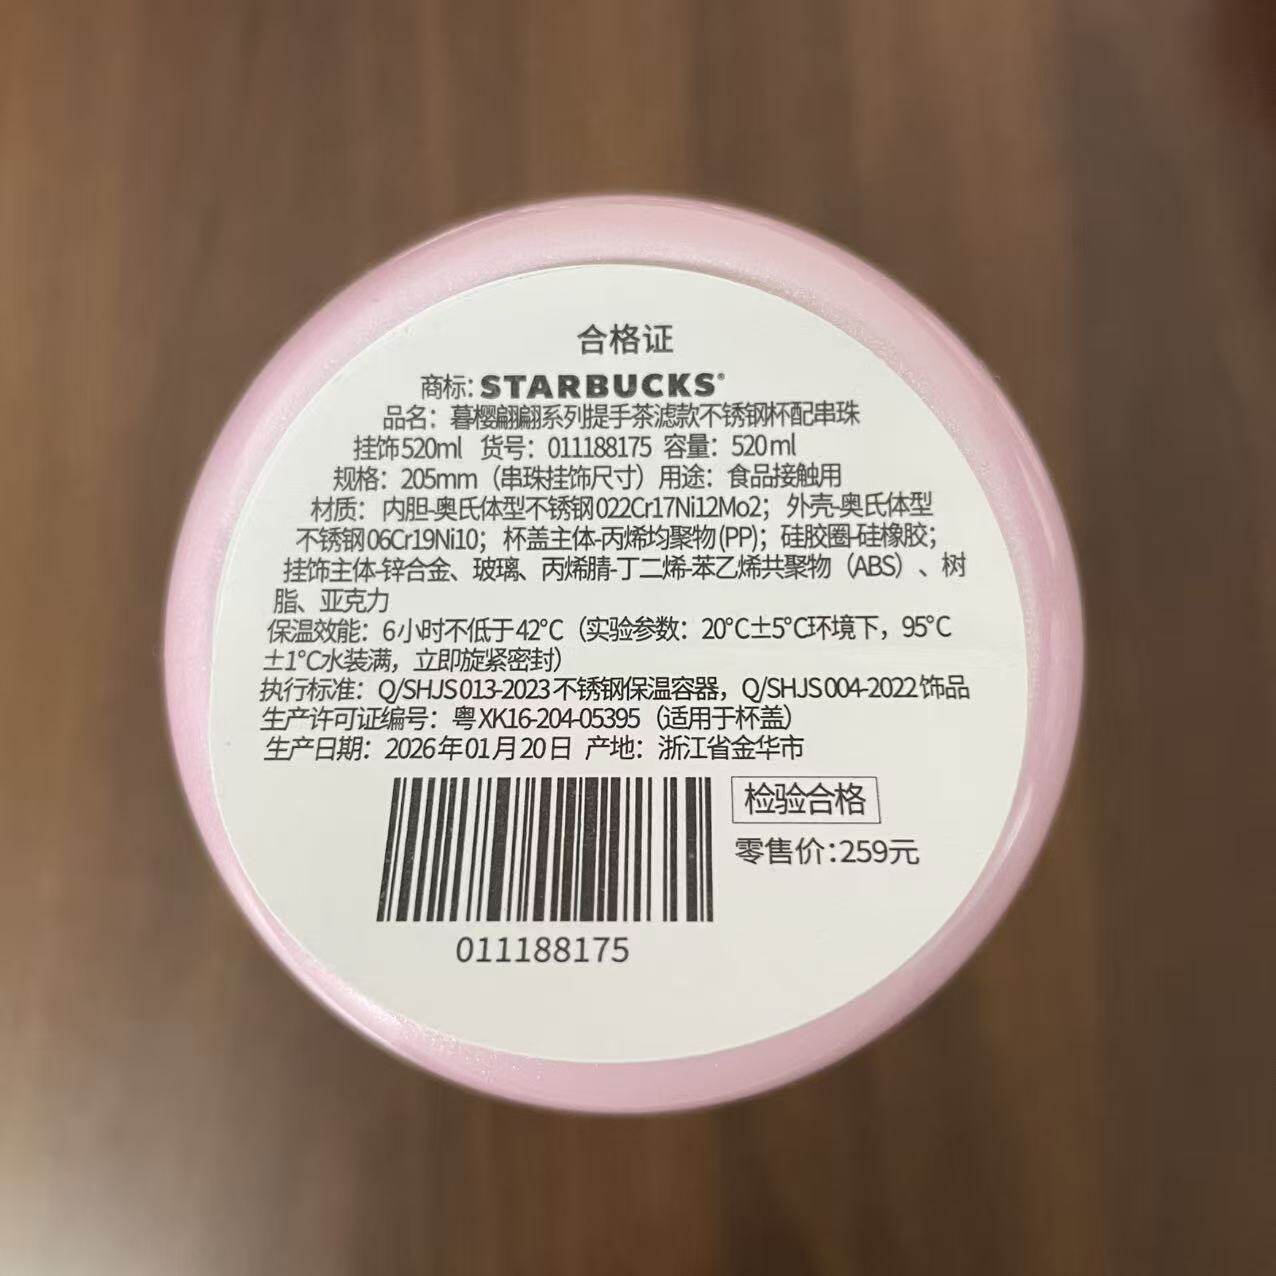 合格证
商标: STARBUCKS®
品名：暮樱翩翩系列提手茶滤款不锈钢杯配串珠
挂饰520ml 货号：011188175 容量：520ml
规格：205mm（串珠挂饰尺寸）用途：食品接触用
材质：内胆-奥氏体型不锈钢022Cr17Ni12Mo2；外壳-奥氏体型
不锈钢06Cr19Ni10；杯盖主体-丙烯均聚物(PP)；硅胶圈-硅橡胶；
挂饰主体-锌合金、玻璃、丙烯腈-丁二烯-苯乙烯共聚物（ABS）、树
脂、亚克力
保温效能：6小时不低于42°C（实验参数：20°C±5°C环境下，95°C
±1°C水装满，立即旋紧密封）
执行标准：Q/SHJS 013-2023 不锈钢保温容器，Q/SHJS 004-2022 饰品
生产许可证编号：粤XK16-204-05395（适用于杯盖）
生产日期：2026年01月20日 产地：浙江省金华市
检验合格
零售价:259元
011188175